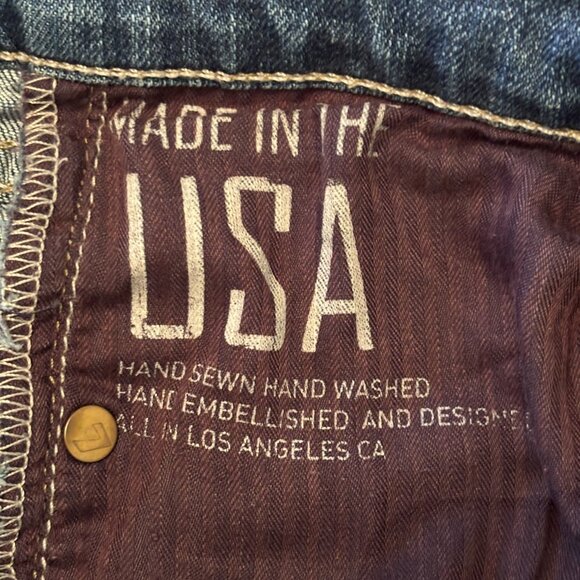 MADE IN THE
USA
HAND SEWN HAND WASHED
HAND EMBELLISHED AND DESIGNED
ALL IN LOS ANGELES CA